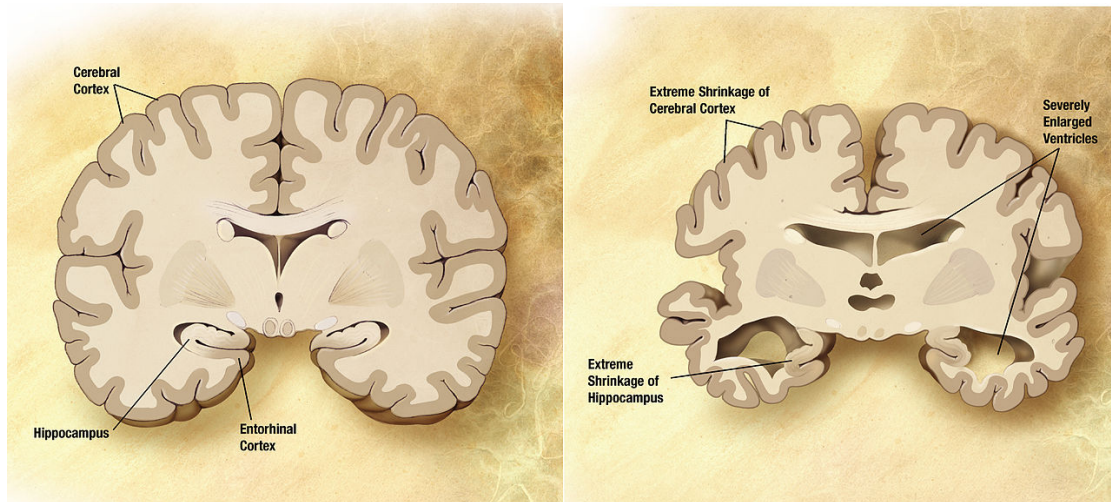 Cerebral
Cortex
Hippocampus
Entorhinal
Cortex
Extreme Shrinkage of
Cerebral Cortex
Severely
Enlarged
Ventricles
Extreme
Shrinkage of
Hippocampus